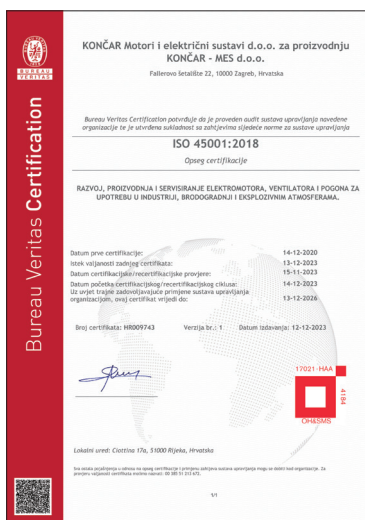 BUREAU
VERITAS
Bureau Veritas Certification
KONČAR Motori i električni sustavi d.o.o. za proizvodnju
KONČAR - MES d.o.o.
Fallerovo šetalište 22, 10000 Zagreb, Hrvatska
Bureau Veritas Certification potvrđuje da je proveden audit sustava upravljanja navedene
organizacije te je utvrđena sukladnost sa zahtjevima sljedeće norme za sustave upravljanja
ISO 45001:2018
Opseg certifikacije
RAZVOJ, PROIZVODNJA I SERVISIRANJE ELEKTROMOTORA, VENTILATORA I POGONA ZA
UPOTREBU U INDUSTRIJI, BRODOGRADNJI I EKSPLOZIVNIM ATMOSFERAMA.
Datum prve certifikacije: 14-12-2020
Istek valjanosti zadnjeg certifikata: 13-12-2023
Datum certifikacijske/recertifikacijske provjere: 15-11-2023
Datum početka certifikacijskog/recertifikacijskog ciklusa: 14-12-2023
Uz uvjet trajne zadovoljavajuće primjene sustava upravljanja
organizacijom, ovaj certifikat vrijedi do: 13-12-2026
Broj certifikata: HR009743 Verzija br.: 1 Datum izdavanja: 12-12-2023
17021-HAA
4184
OH&SMS
Lokalni ured: Ciottina 17a, 51000 Rijeka, Hrvatska
1/1